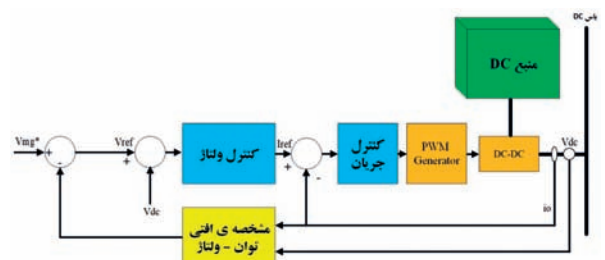 باس DC
منبع DC
Vmg*
+
-
Vref
+
Vdc
کنترل ولتاژ
Iref
+
-
کنترل
جریان
PWM
Generator
DC-DC
Vdc
io
مشخصه ی افتی
توان - ولتاژ